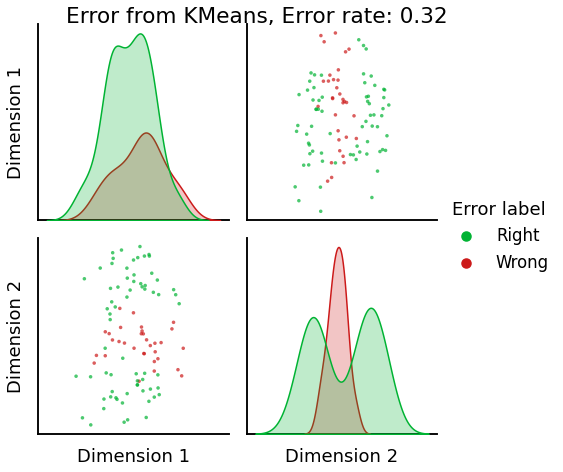 Error from KMeans, Error rate: 0.32
Dimension 1
Error label
Right
Wrong
Dimension 2
Dimension 1
Dimension 2